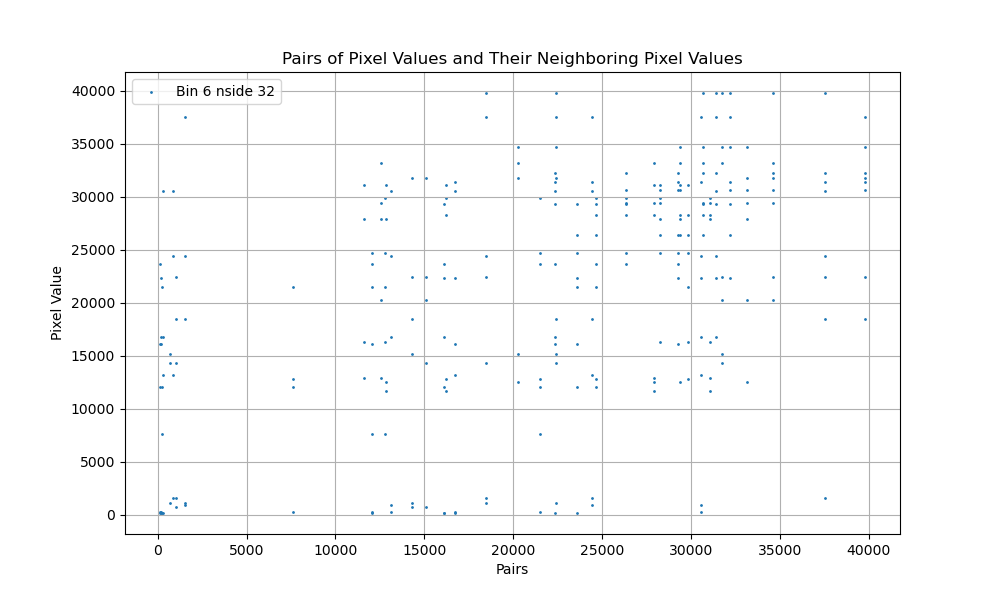 Pairs of Pixel Values and Their Neighboring Pixel Values
Bin 6 nside 32
40000
35000
30000
25000
20000
15000
10000
5000
0
Pixel Value
0 5000 10000 15000 20000 25000 30000 35000 40000
Pairs